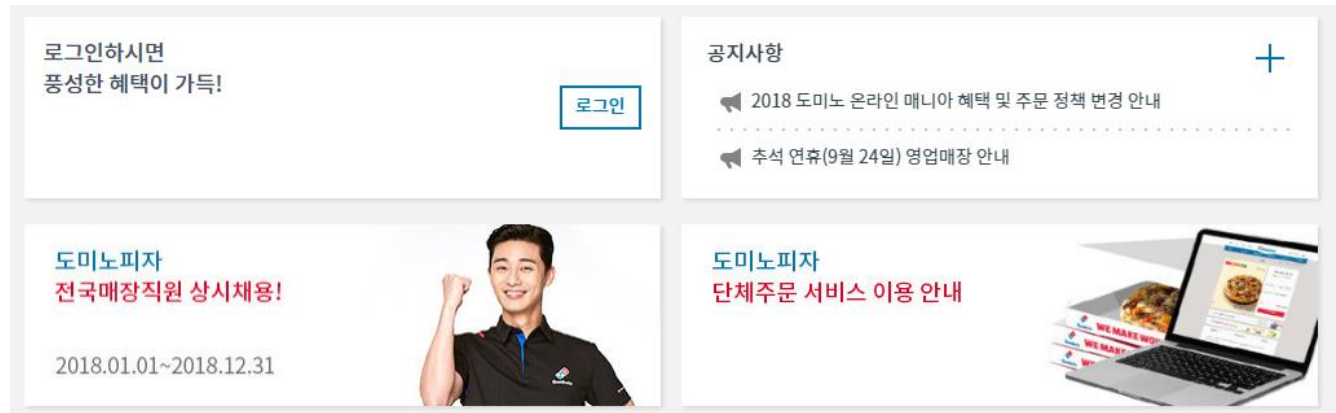 로그인하시면
풍성한 혜택이 가득!
로그인
공지사항
2018 도미노 온라인 매니아 혜택 및 주문 정책 변경 안내
추석 연휴(9월 24일) 영업매장 안내
도미노피자
전국매장직원 상시채용!
2018.01.01~2018.12.31
도미노피자
단체주문 서비스 이용 안내
WE MAKE WOW